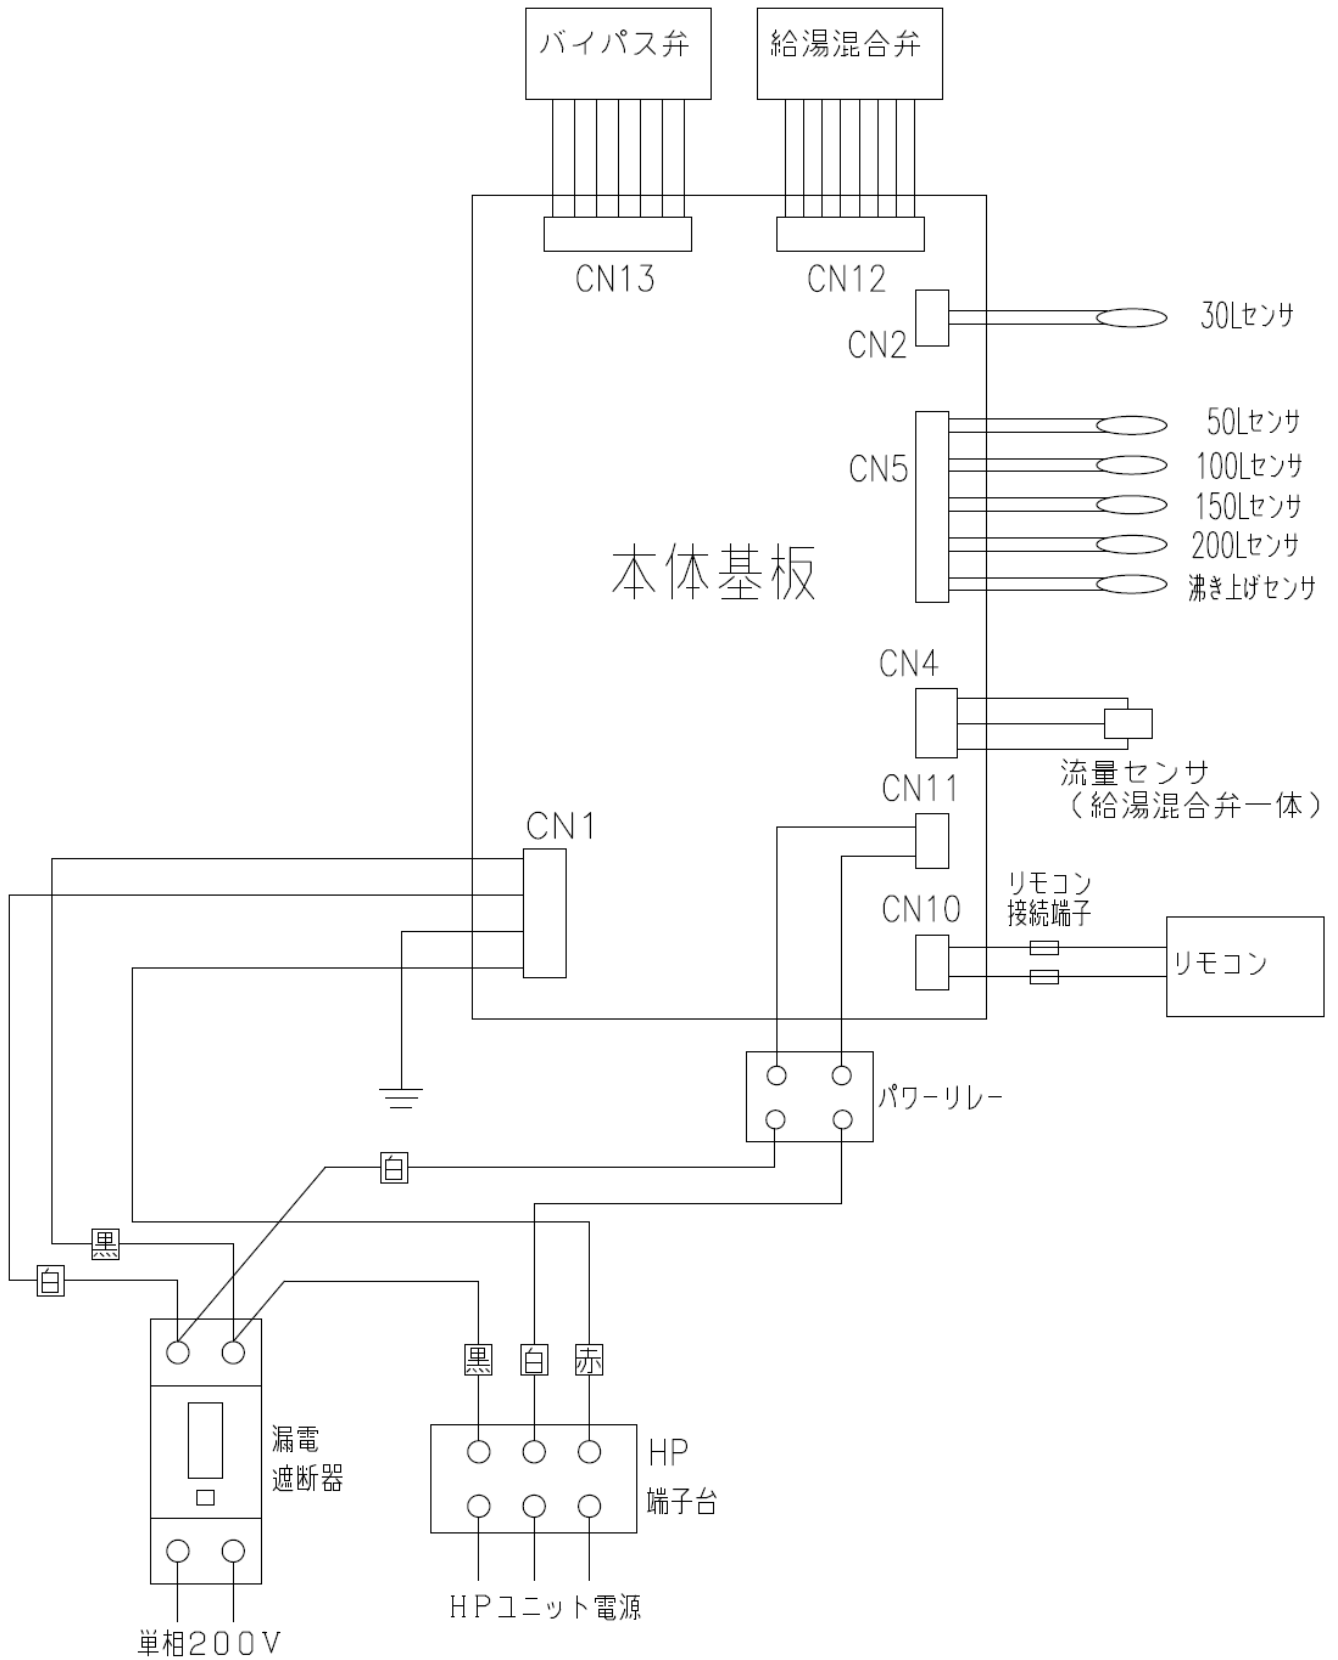 バイパス弁
給湯混合弁
CN13
CN12
30Lセンサ
CN2
50Lセンサ
CN5
100Lセンサ
150Lセンサ
200Lセンサ
本体基板
沸き上げセンサ
CN4
流量センサ
（給湯混合弁一体）
CN11
CN1
リモコン
接続端子
CN10
リモコン
パワーリレー
白
黒
白
黒
白
赤
漏電
遮断器
HP
端子台
HPユニット電源
単相200V